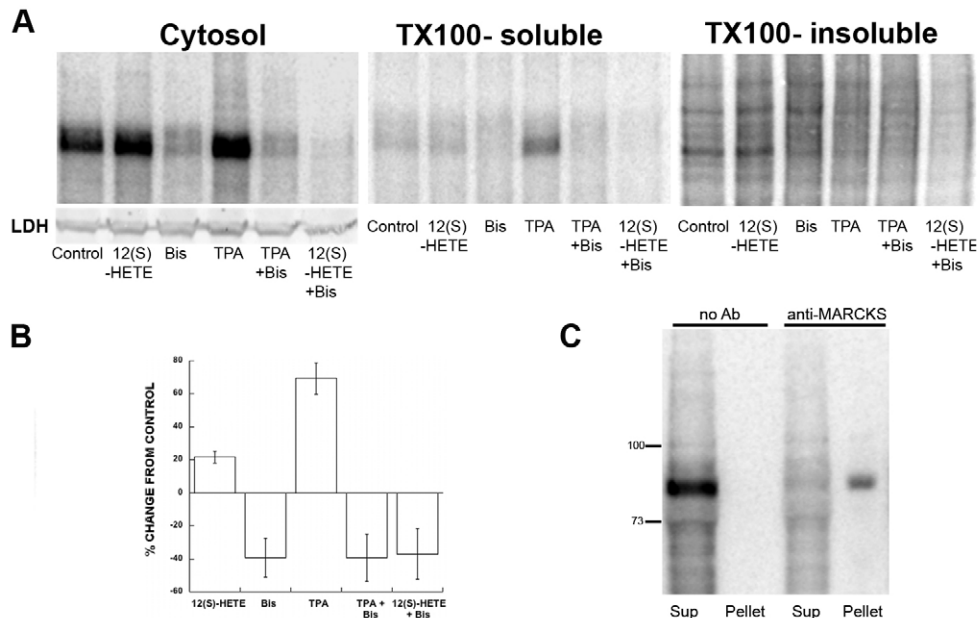 A
Cytosol
TX100- soluble
TX100- insoluble
LDH
Control
12(S)
-HETE
Bis
TPA
TPA
+Bis
12(S)
-HETE
+Bis
Control
12(S)
-HETE
Bis
TPA
TPA
+Bis
12(S)
-HETE
+Bis
Control
12(S)
-HETE
Bis
TPA
TPA
+Bis
12(S)
-HETE
+Bis
B
% CHANGE FROM CONTROL
80
60
40
20
0
-20
-40
-60
12(S)-HETE
Bis
TPA
TPA +
Bis
12(S)-HETE
+ Bis
C
no Ab
anti-MARCKS
100
73
Sup
Pellet
Sup
Pellet